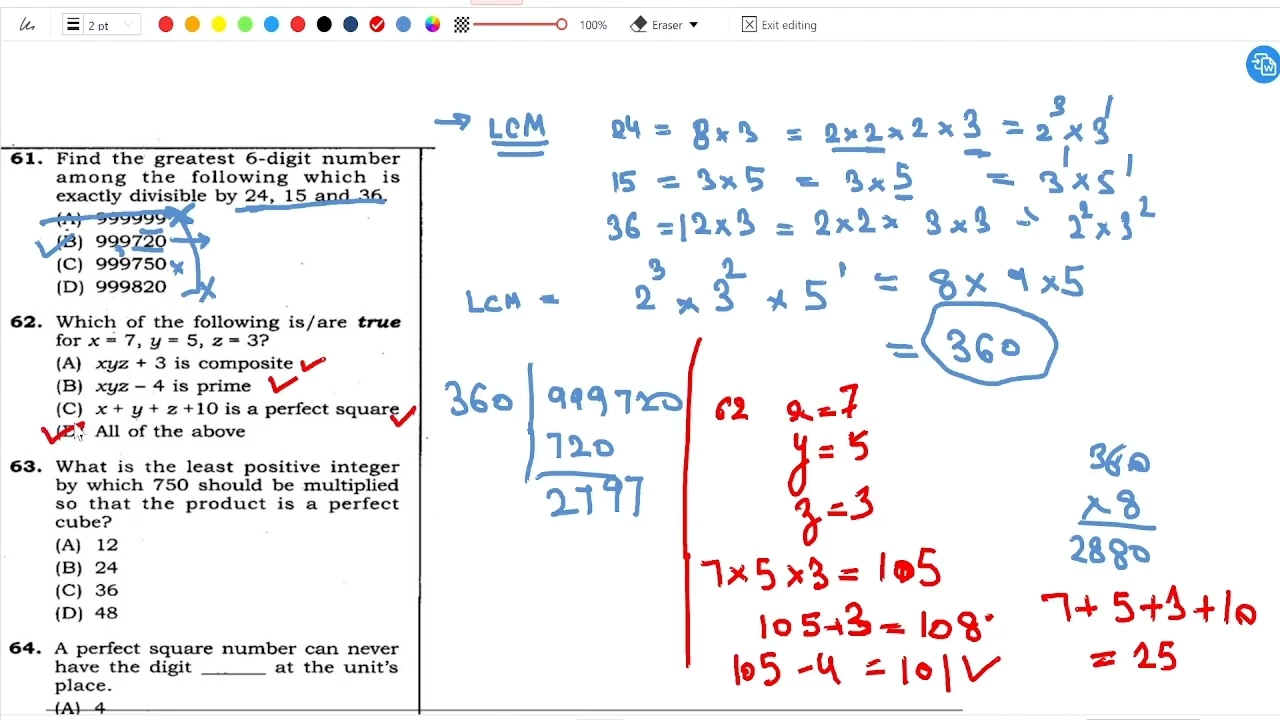 2 pt
100%
Eraser
Exit editing
61. Find the greatest 6-digit number
among the following which is
exactly divisible by 24, 15 and 36.
(A) 999999
(B) 999720
(C) 999750
(D) 999820
62. Which of the following is/are true
for x = 7, y = 5, z = 3?
(A) xyz + 3 is composite
(B) xyz – 4 is prime
(C) x + y + z +10 is a perfect square
All of the above
63. What is the least positive integer
by which 750 should be multiplied
so that the product is a perfect
cube?
(A) 12
(B) 24
(C) 36
(D) 48
64. A perfect square number can never
have the digit ______ at the unit's
place.
(A) 4
→ LCM
24 = 8 × 3 = 2 × 2 × 2 × 3 = 2³ × 3¹
15 = 3 × 5 = 3 × 5 = 3¹ × 5¹
36 = 12 × 3 = 2 × 2 × 3 × 3 = 2² × 3²
LCM = 2³ × 3² × 5¹ = 8 × 9 × 5
= 360
360 | 999720
720
2797
62 x = 7
y = 5
z = 3
7 × 5 × 3 = 105
105 + 3 = 108
105 - 4 = 101 ✓
360
× 8
2880
7 + 5 + 3 + 10
= 25